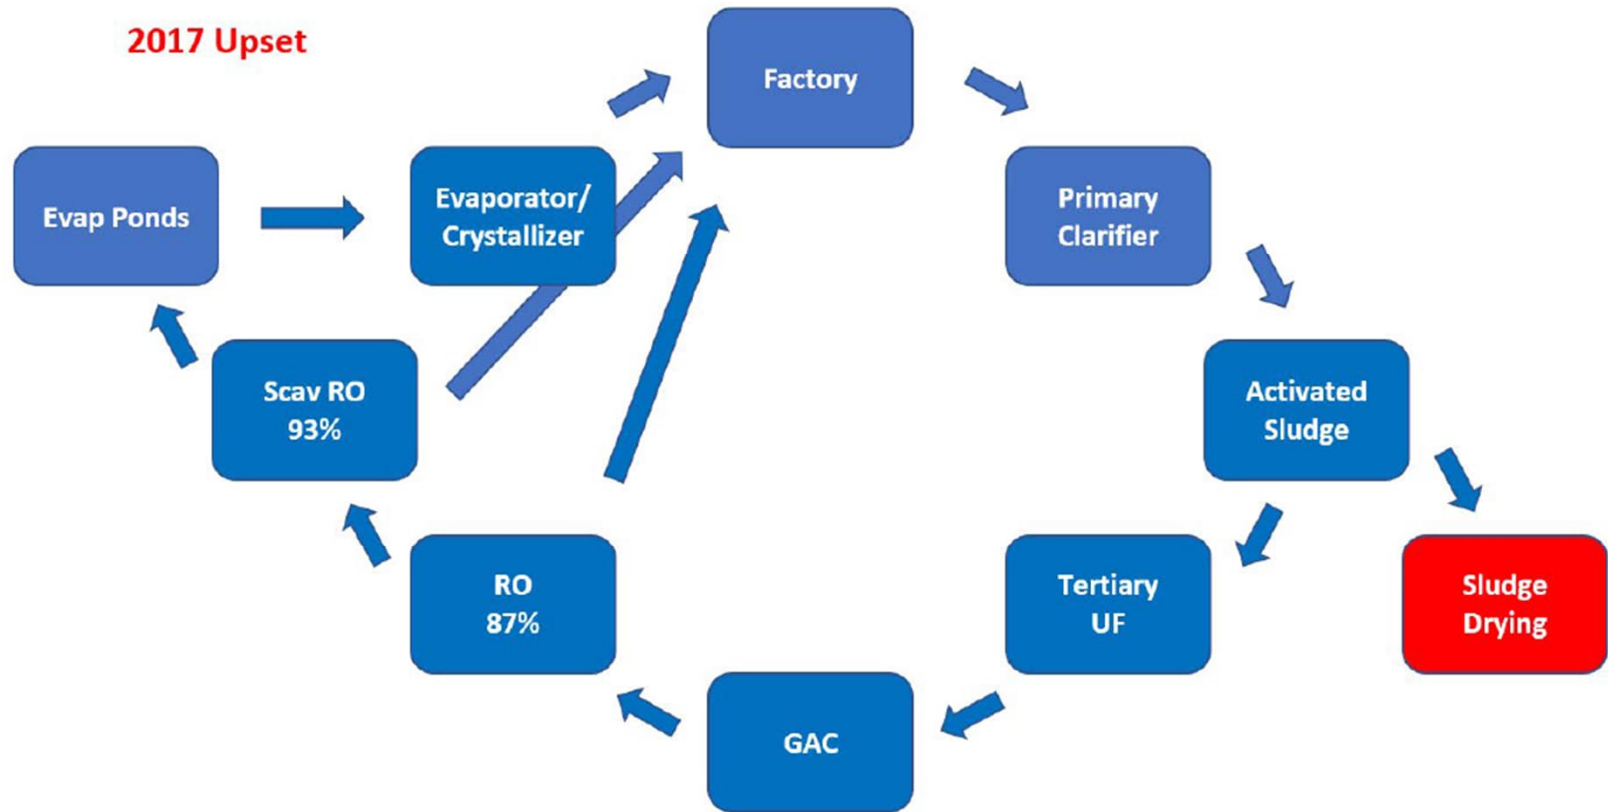 2017 Upset
Factory
Evap Ponds
Evaporator/
Crystallizer
Primary
Clarifier
Scav RO
93%
Activated
Sludge
RO
87%
Tertiary
UF
Sludge
Drying
GAC